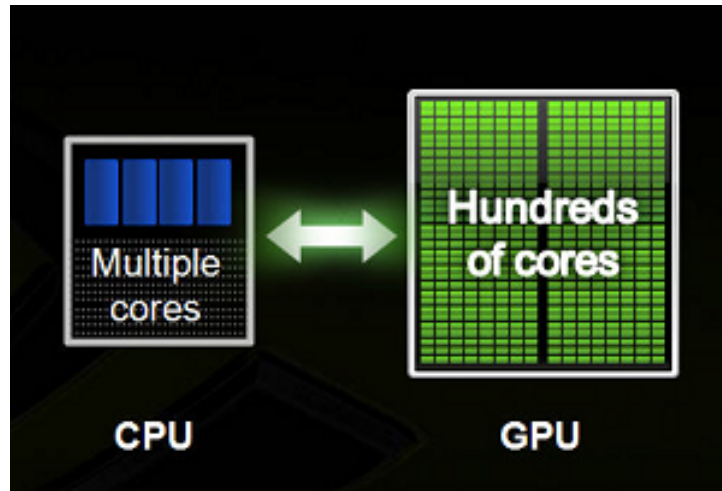 Multiple
cores
Hundreds
of cores
CPU
GPU